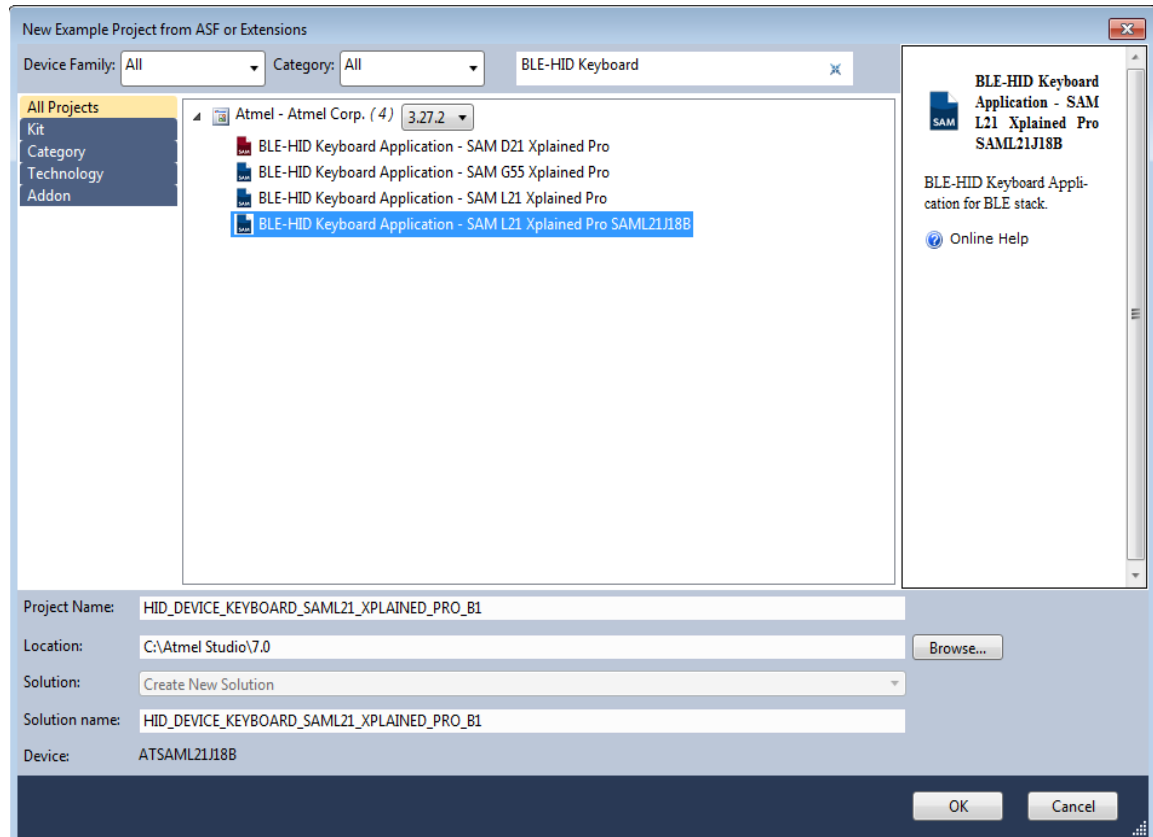 New Example Project from ASF or Extensions
Device Family: All Category: All BLE-HID Keyboard
All Projects
Kit
Category
Technology
Addon
Atmel - Atmel Corp. (4) 3.27.2
BLE-HID Keyboard Application - SAM D21 Xplained Pro
BLE-HID Keyboard Application - SAM G55 Xplained Pro
BLE-HID Keyboard Application - SAM L21 Xplained Pro
BLE-HID Keyboard Application - SAM L21 Xplained Pro SAML21J18B
SAM
BLE-HID Keyboard
Application - SAM
L21 Xplained Pro
SAML21J18B
BLE-HID Keyboard Appli-
cation for BLE stack.
Online Help
Project Name: HID_DEVICE_KEYBOARD_SAML21_XPLAINED_PRO_B1
Location: C:\Atmel Studio\7.0 Browse...
Solution: Create New Solution
Solution name: HID_DEVICE_KEYBOARD_SAML21_XPLAINED_PRO_B1
Device: ATSAML21J18B
OK Cancel